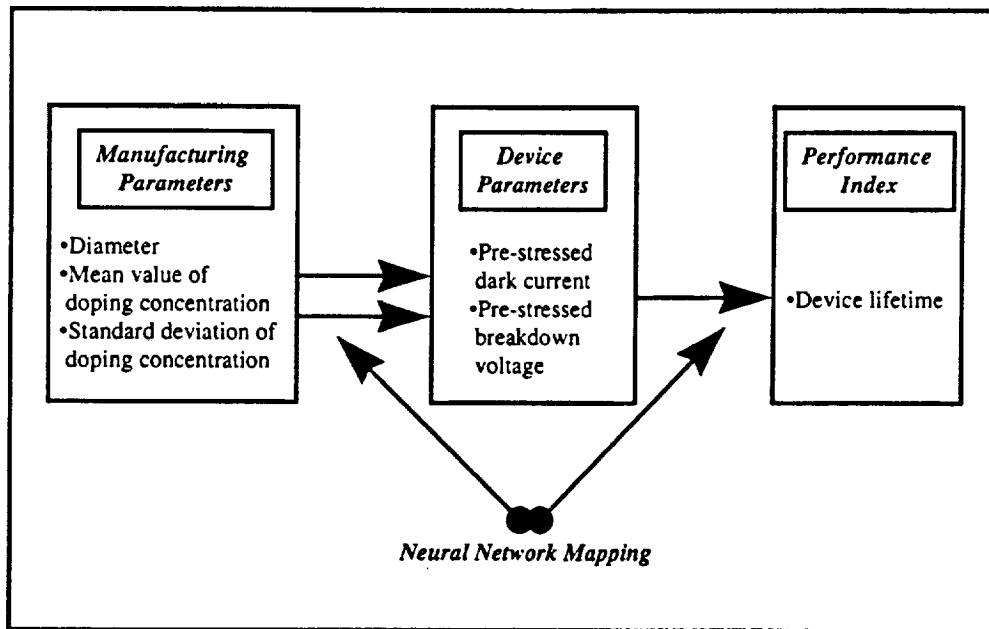 Manufacturing
Parameters
•Diameter
•Mean value of
doping concentration
•Standard deviation of
doping concentration
Device
Parameters
•Pre-stressed
dark current
•Pre-stressed
breakdown
voltage
Performance
Index
•Device lifetime
Neural Network Mapping